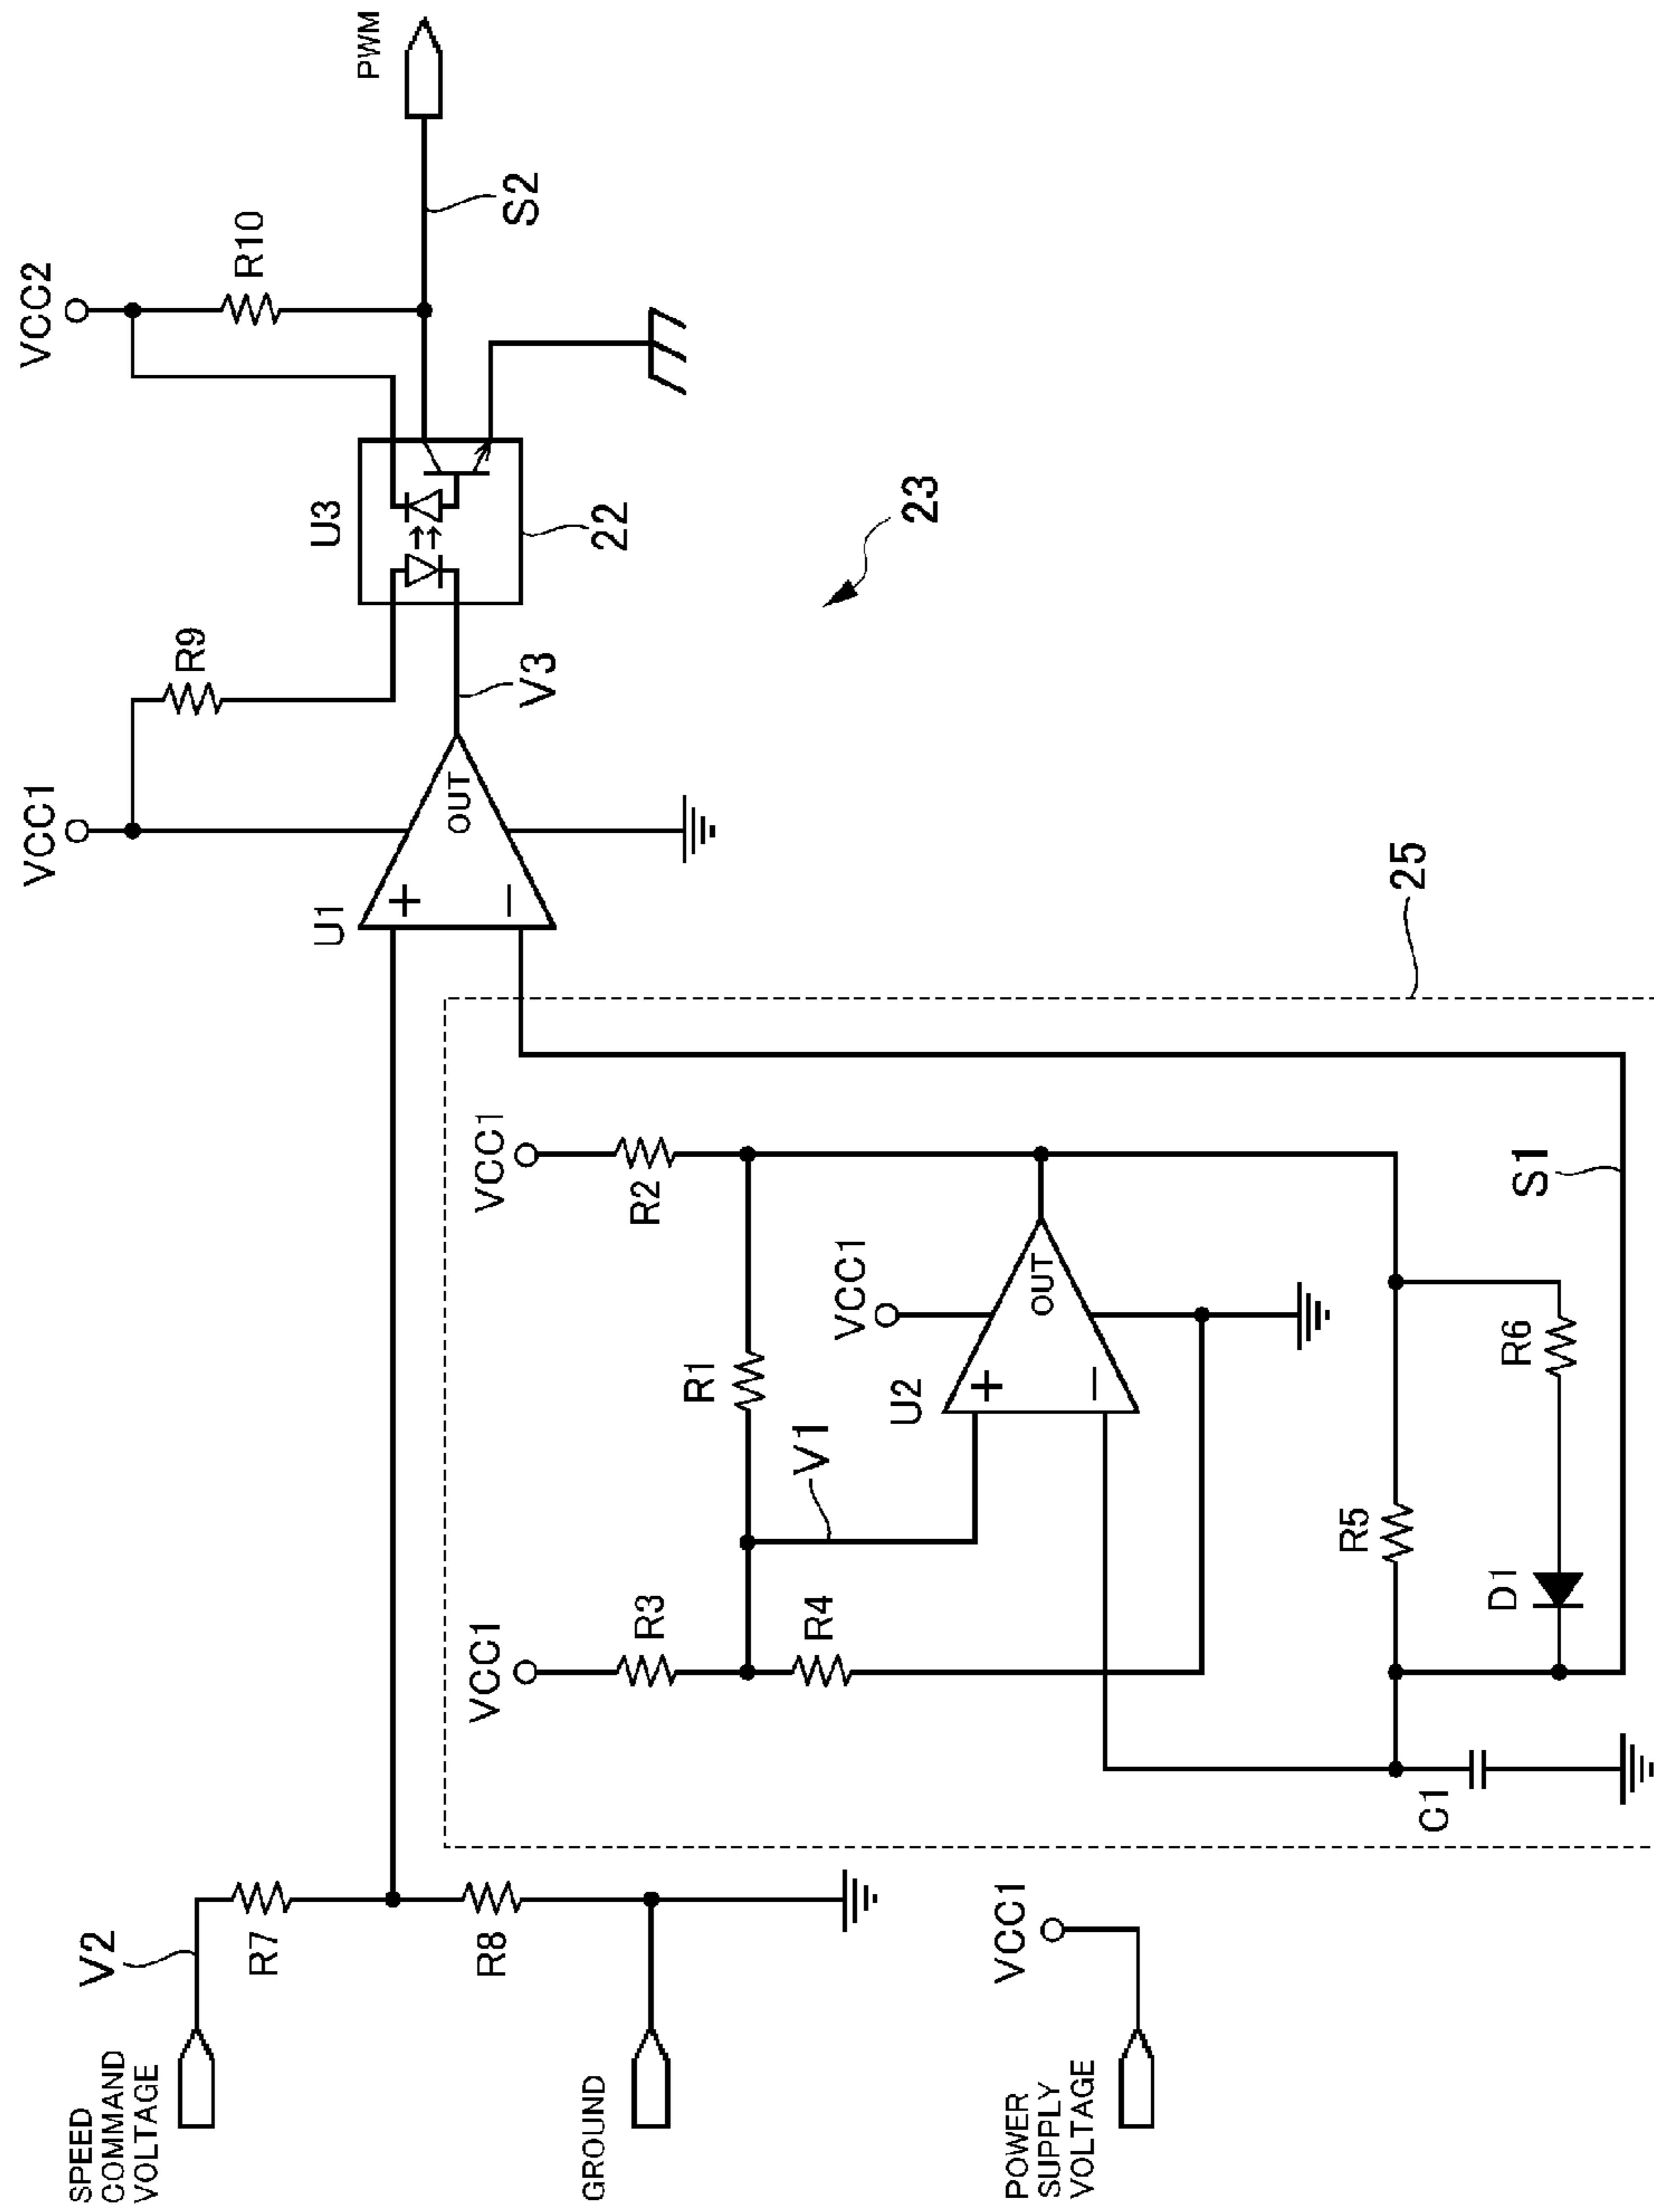 SPEED
COMMAND
VOLTAGE
V2
R7
R8
GROUND
POWER
SUPPLY
VOLTAGE
VCC1
VCC1
U1
+
−
OUT
R9
V3
VCC2
R10
U3
22
S2
PWM
23
25
VCC1
R3
R4
V1
R1
VCC1
R2
VCC1
U2
+
−
OUT
R5
R6
D1
C1
S1